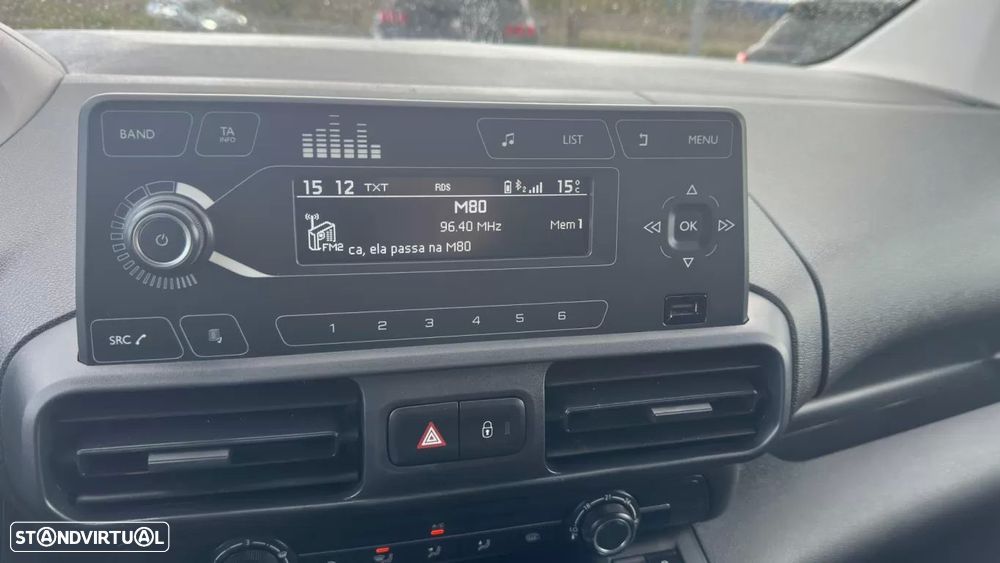 BAND
TA
INFO
LIST
MENU
15 12 TXT RDS 2 15°C
M80
96.40 MHz Mem 1
FM2 ca, ela passa na M80
OK
SRC
1 2 3 4 5 6
A/C
STANDVIRTUAL